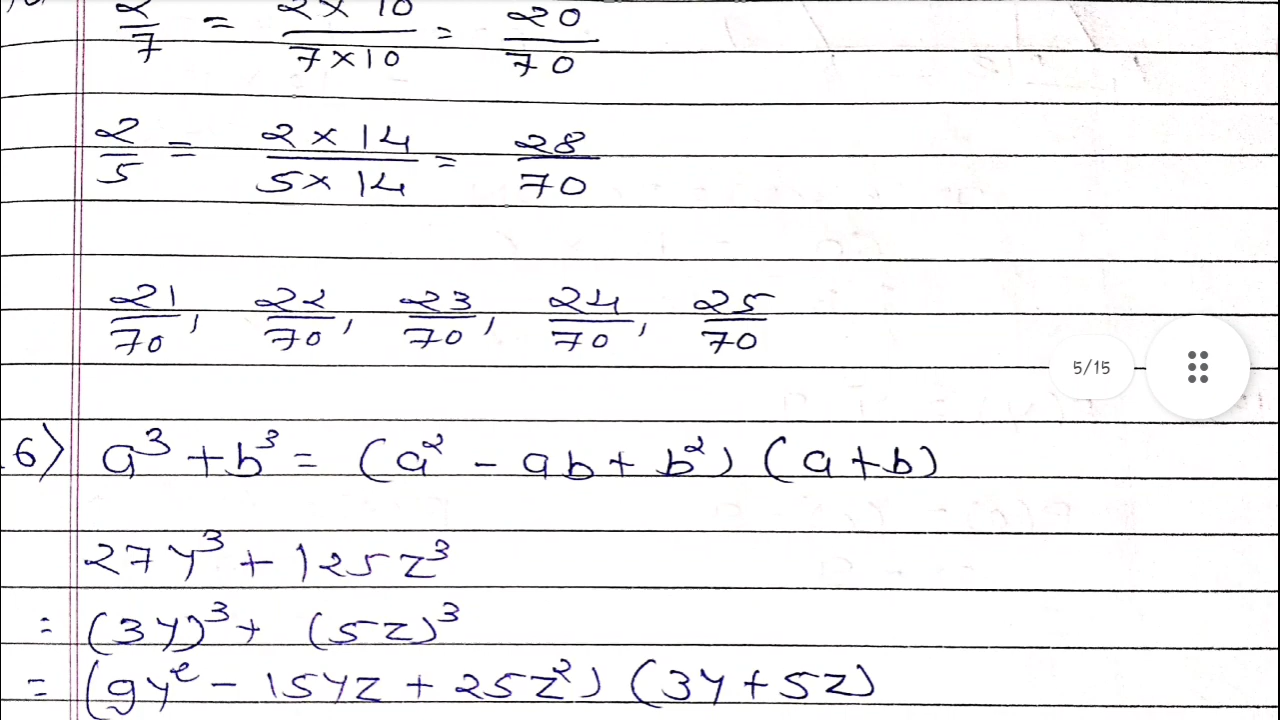 2/7 = 2 × 10 / 7 × 10 = 20/70
2/5 = 2 × 14 / 5 × 14 = 28/70
21/70, 22/70, 23/70, 24/70, 25/70
5/15
6) a³ + b³ = (a² - ab + b²) (a + b)
27y³ + 125z³
= (3y)³ + (5z)³
= (9y² - 15yz + 25z²) (3y + 5z)